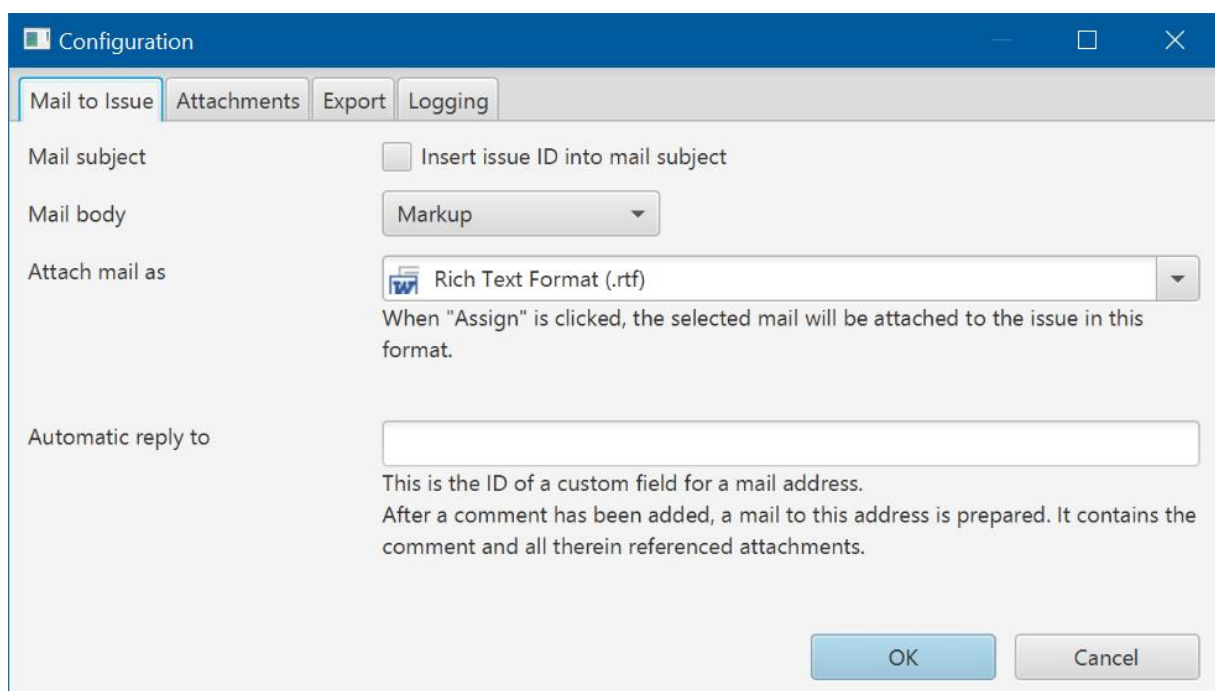 Configuration
Mail to Issue Attachments Export Logging
Mail subject Insert issue ID into mail subject
Mail body Markup
Attach mail as Rich Text Format (.rtf)
When "Assign" is clicked, the selected mail will be attached to the issue in this
format.
Automatic reply to
This is the ID of a custom field for a mail address.
After a comment has been added, a mail to this address is prepared. It contains the
comment and all therein referenced attachments.
OK Cancel